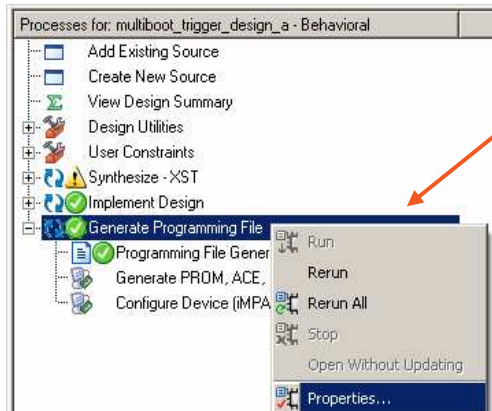 Processes for: multiboot_trigger_design_a - Behavioral
Add Existing Source
Create New Source
View Design Summary
Design Utilities
User Constraints
Synthesize - XST
Implement Design
Generate Programming File
Run
Programming File Gener
Rerun
Generate PROM, ACE,
Rerun All
Configure Device (iMPA
Stop
Open Without Updating
Properties...